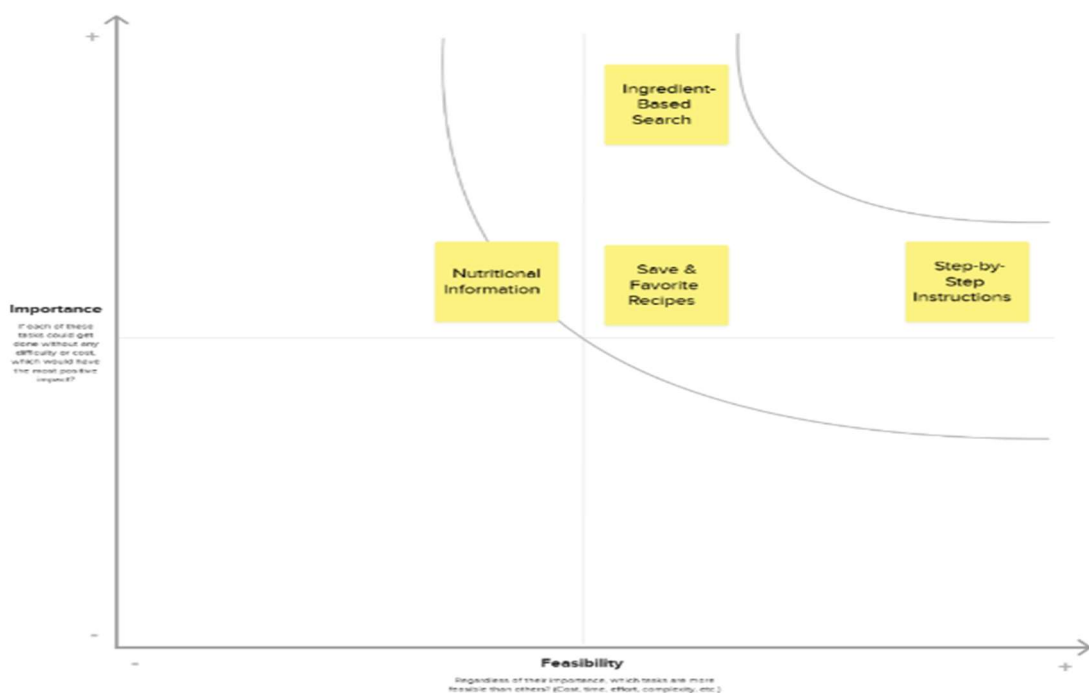 +
Ingredient-
Based
Search
Nutritional
Information
Save &
Favorite
Recipes
Step-by-
Step
Instructions
Importance
If each of these
tasks could get
done without any
difficulty or cost,
which would have
the most positive
impact?
-
-
Feasibility
+
Regardless of their importance, which tasks are more
feasible than others? (Cost, time, effort, complexity, etc.)